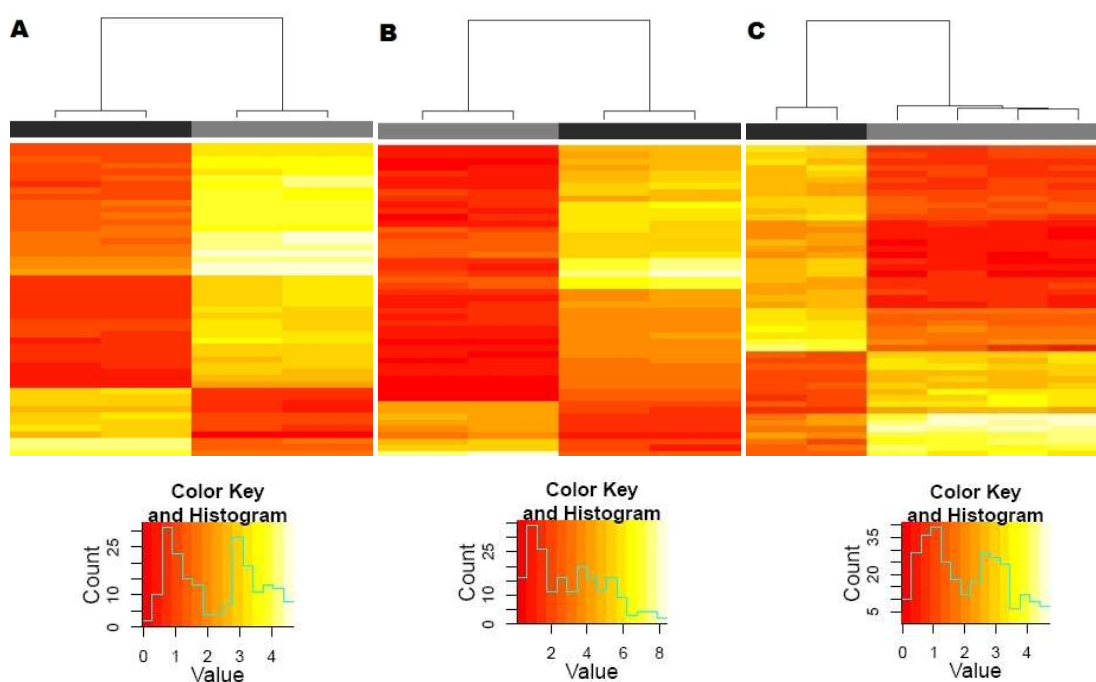 A
B
C
Color Key
and Histogram
Count
0 10 25
0 1 2 3 4
Value
Color Key
and Histogram
Count
0 10 25
2 4 6 8
Value
Color Key
and Histogram
Count
5 20 35
0 1 2 3 4
Value